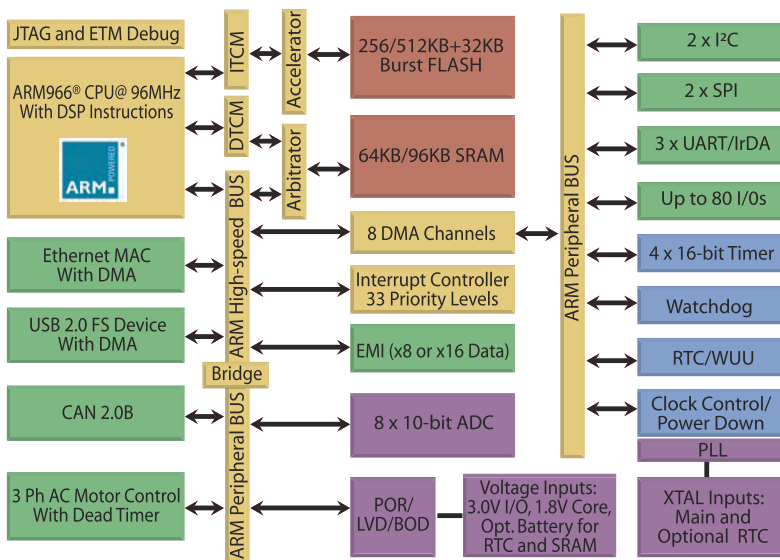 JTAG and ETM Debug
ARM966® CPU@ 96MHz
With DSP Instructions
ARM
POWERED
ITCM
DTCM
Accelerator
Arbitrator
256/512KB+32KB
Burst FLASH
64KB/96KB SRAM
ARM High-speed BUS
8 DMA Channels
Interrupt Controller
33 Priority Levels
EMI (x8 or x16 Data)
Ethernet MAC
With DMA
USB 2.0 FS Device
With DMA
Bridge
CAN 2.0B
3 Ph AC Motor Control
With Dead Timer
ARM Peripheral BUS
8 x 10-bit ADC
POR/
LVD/BOD
Voltage Inputs:
3.0V I/O, 1.8V Core,
Opt. Battery for
RTC and SRAM
ARM Peripheral BUS
2 x I²C
2 x SPI
3 x UART/IrDA
Up to 80 I/0s
4 x 16-bit Timer
Watchdog
RTC/WUU
Clock Control/
Power Down
PLL
XTAL Inputs:
Main and
Optional RTC